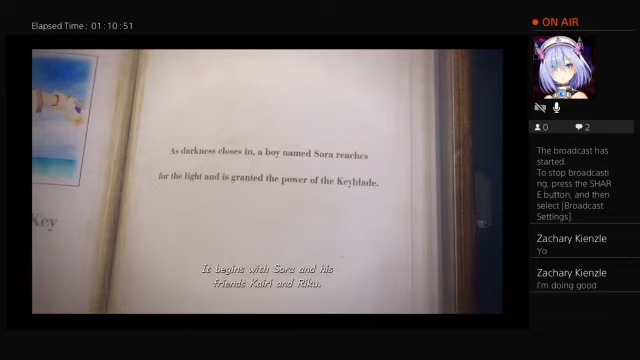 Elapsed Time : 01:10:51
ON AIR
0
2
The broadcast has
started.
To stop broadcasti
ng, press the SHAR
E button, and then
select [Broadcast
Settings].
Zachary Kienzle
Yo
Zachary Kienzle
I'm doing good
As darkness closes in, a boy named Sora reaches
for the light and is granted the power of the Keyblade.
Key
It begins with Sora and his
friends Kairi and Riku.